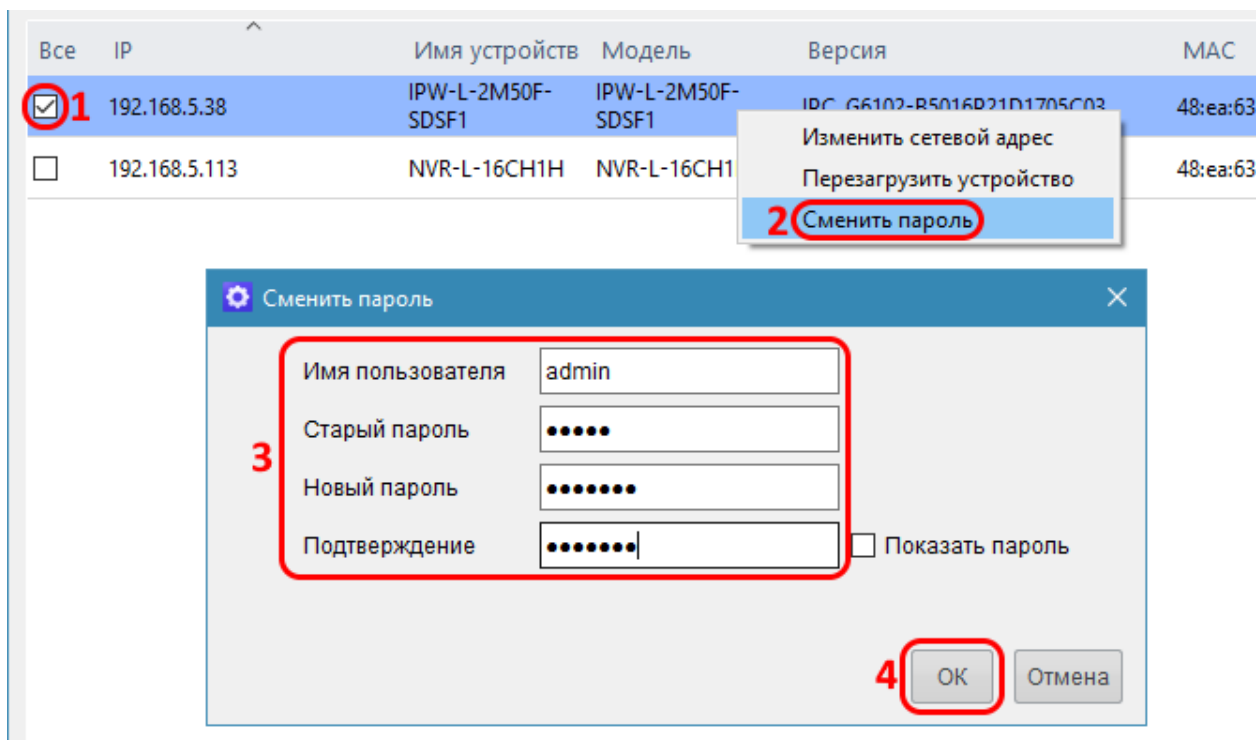 Все IP Имя устройств Модель Версия MAC
1 192.168.5.38 IPW-L-2M50F-SDSF1 IPW-L-2M50F-SDSF1 IPC_G6102-B5016P21D1705C03 48:ea:63
192.168.5.113 NVR-L-16CH1H NVR-L-16CH1 48:ea:63
Изменить сетевой адрес
Перезагрузить устройство
2 Сменить пароль
Сменить пароль
3
Имя пользователя admin
Старый пароль •••••
Новый пароль •••••••
Подтверждение ••••••• Показать пароль
4 ОК Отмена